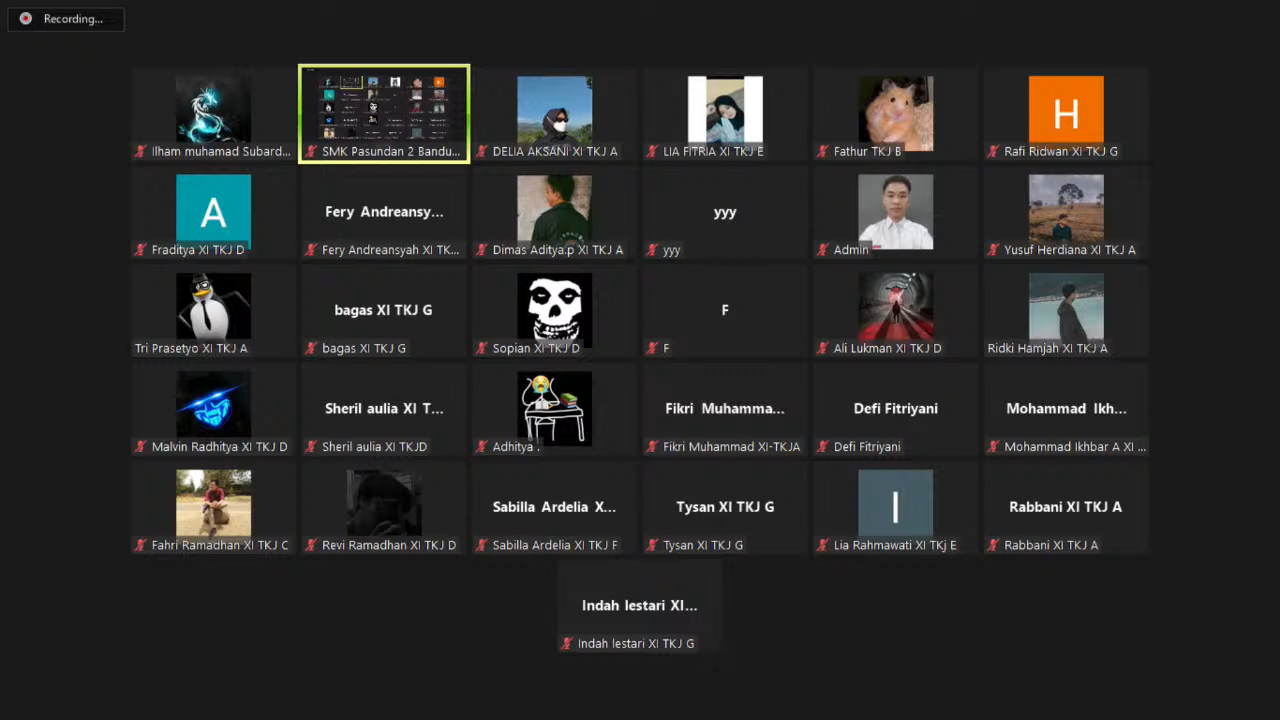 Recording...
Ilham muhamad Subard...
SMK Pasundan 2 Bandu...
DELIA AKSANI XI TKJ A
LIA FITRIA XI TKJ E
Fathur TKJ B
H
Rafi Ridwan XI TKJ G
A
Fraditya XI TKJ D
Fery Andreansy...
Fery Andreansyah XI TK...
Dimas Aditya.p XI TKJ A
yyy
yyy
Admin
Yusuf Herdiana XI TKJ A
Tri Prasetyo XI TKJ A
bagas XI TKJ G
bagas XI TKJ G
Sopian XI TKJ D
F
F
Ali Lukman XI TKJ D
Ridki Hamjah XI TKJ A
Malvin Radhitya XI TKJ D
Sheril aulia XI T...
Sheril aulia XI TKJD
Adhitya .
Fikri Muhamma...
Fikri Muhammad XI-TKJA
Defi Fitriyani
Defi Fitriyani
Mohammad Ikh...
Mohammad Ikhbar A XI ...
Fahri Ramadhan XI TKJ C
Revi Ramadhan XI TKJ D
Sabilla Ardelia X...
Sabilla Ardelia XI TKJ F
Tysan XI TKJ G
Tysan XI TKJ G
I
Lia Rahmawati XI TKj E
Rabbani XI TKJ A
Rabbani XI TKJ A
Indah lestari XI...
Indah lestari XI TKJ G